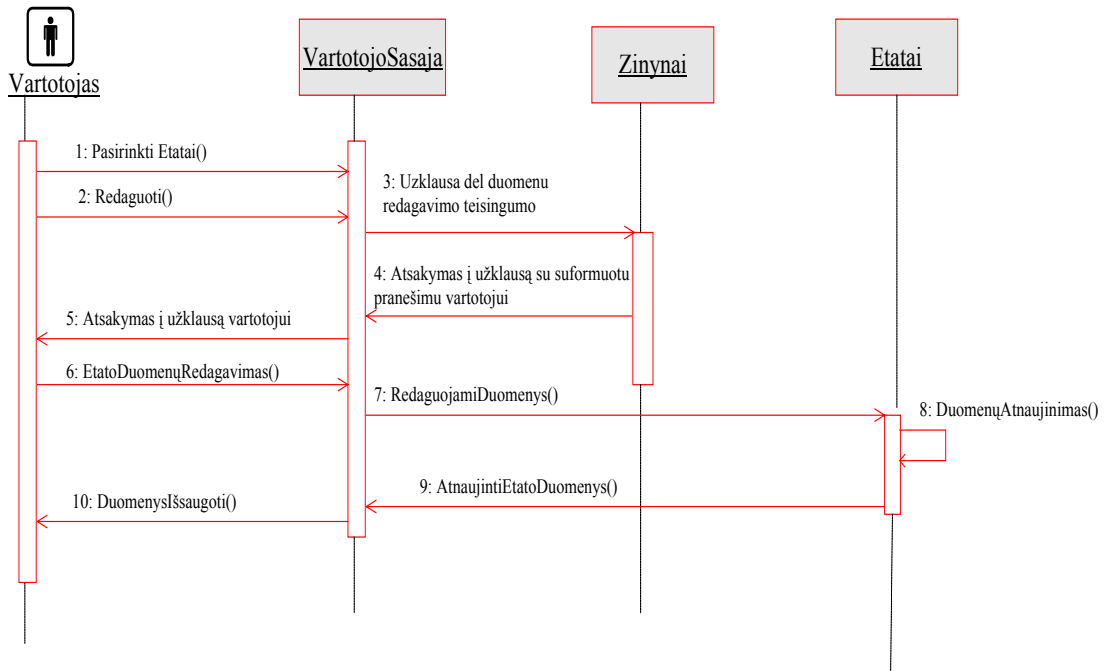 Vartotojas
VartotojoSasaja
Zinynai
Etatai
1: Pasirinkti Etatai()
2: Redaguoti()
3: Uzklausa del duomenu
redagavimo teisingumo
4: Atsakymas į užklausą su suformuotu
pranešimu vartotojui
5: Atsakymas į užklausą vartotojui
6: EtatoDuomenųRedagavimas()
7: RedaguojamiDuomenys()
8: DuomenųAtnaujinimas()
9: AtnaujintiEtatoDuomenys()
10: DuomenysIšsaugoti()